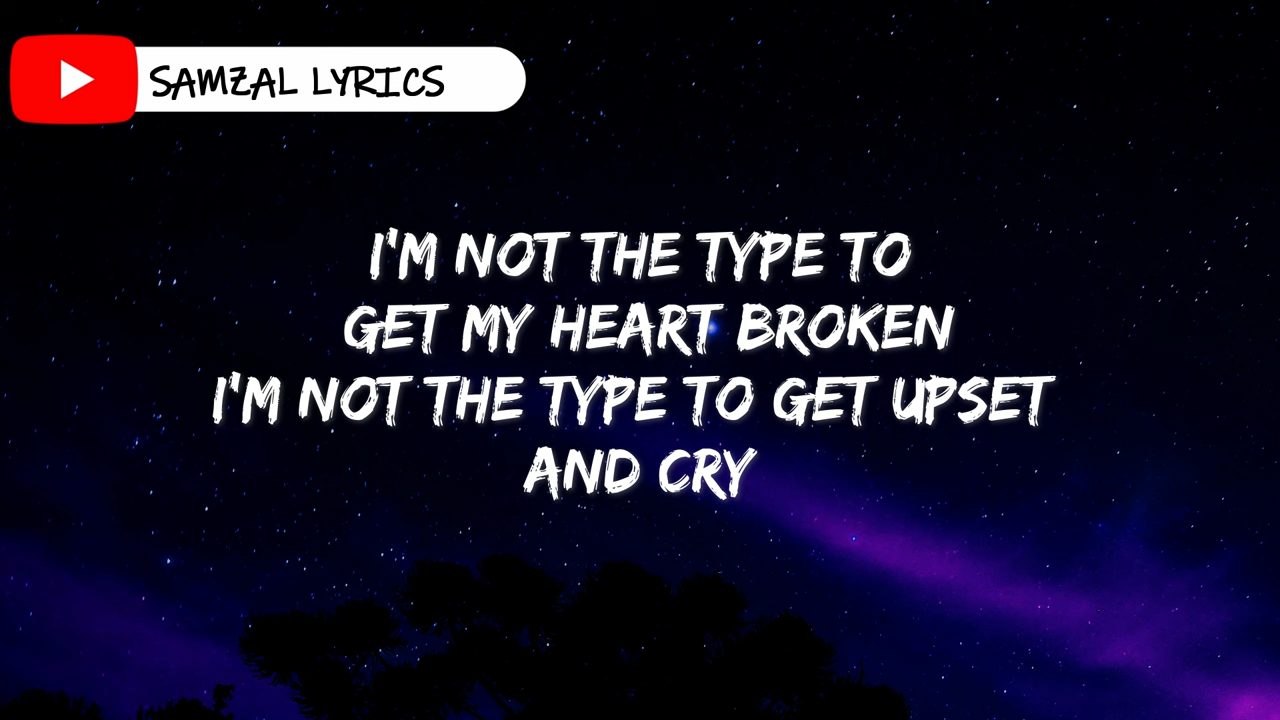 SAMZAL LYRICS
I'M NOT THE TYPE TO
GET MY HEART BROKEN
I'M NOT THE TYPE TO GET UPSET
AND CRY